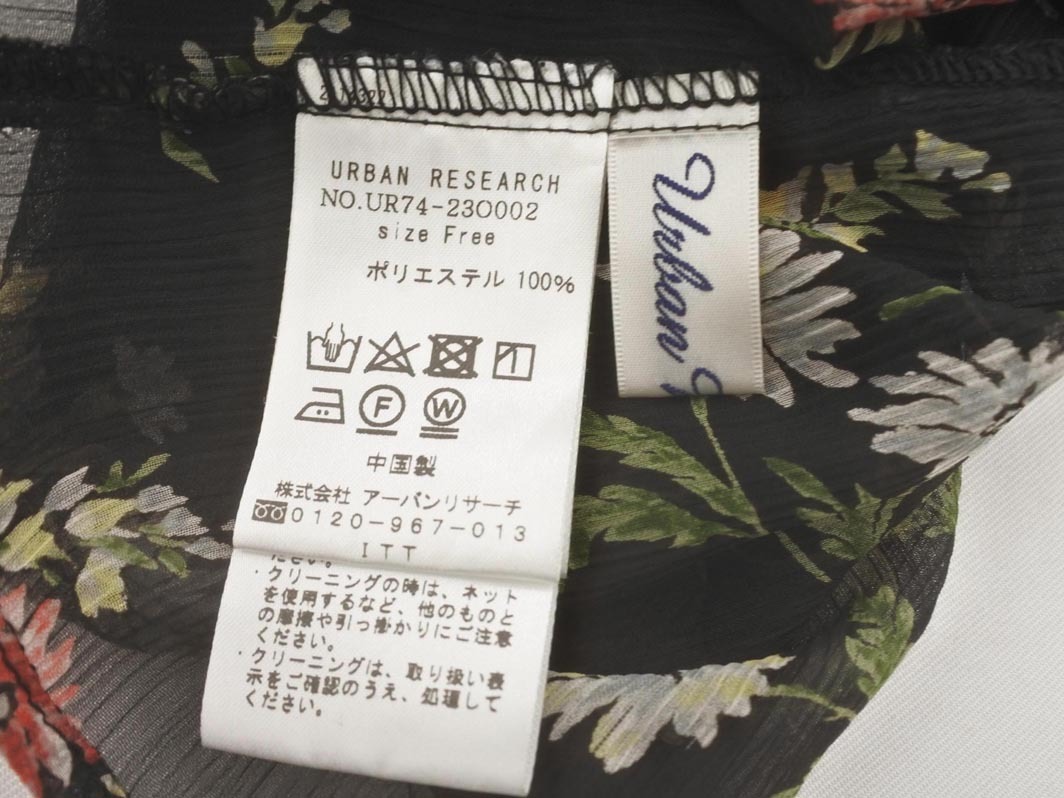 URBAN RESEARCH
NO.UR74-23O002
size Free
ポリエステル 100%
F
W
中国製
株式会社 アーバンリサーチ
0120-967-013
ITT
ださい。
・クリーニングの時は、ネット
を使用するなど、他のものと
の摩擦や引っ掛かりにご注意
ください。
・クリーニングは、取り扱い表
示をご確認のうえ、処理して
ください。
Urban